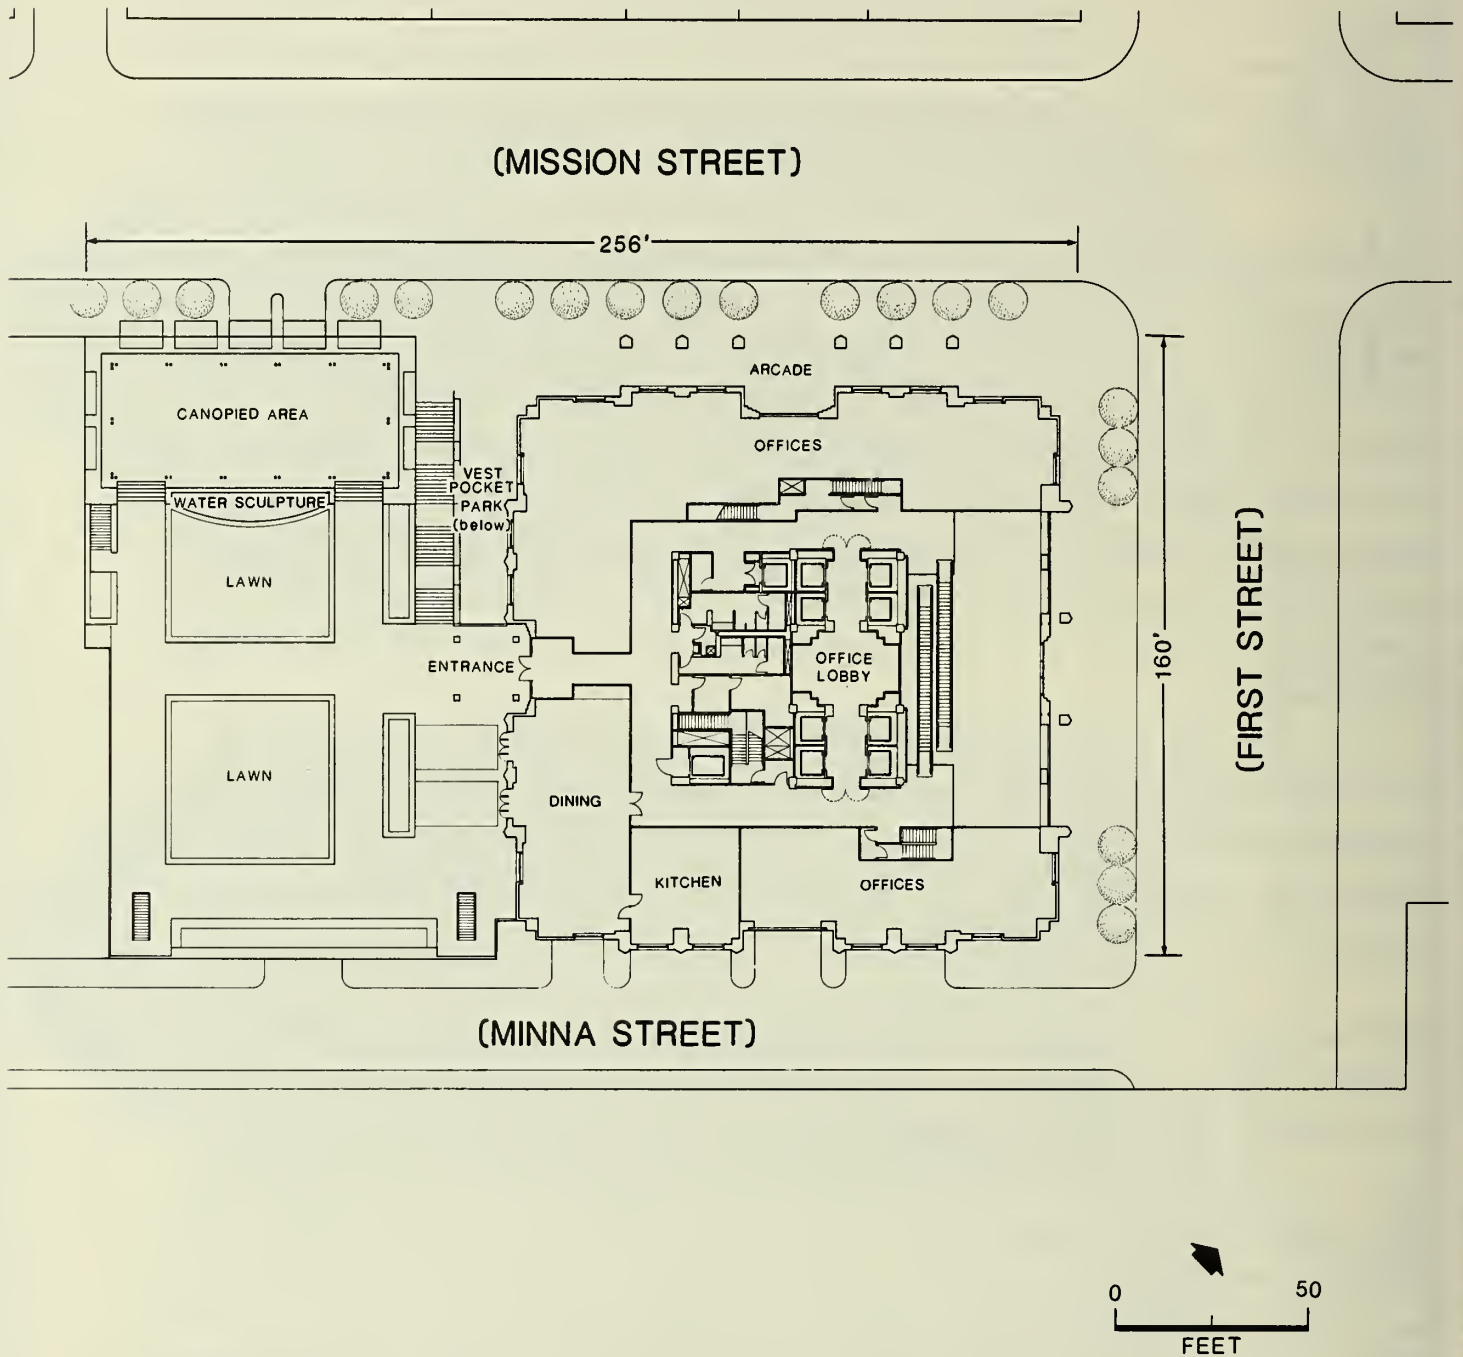 (MISSION STREET)
256'
ARCADE
CANOPIED AREA
OFFICES
VEST
POCKET
PARK
(below)
WATER SCULPTURE
LAWN
(FIRST STREET)
160'
ENTRANCE
OFFICE
LOBBY
LAWN
DINING
KITCHEN
OFFICES
(MINNA STREET)
0 50
FEET